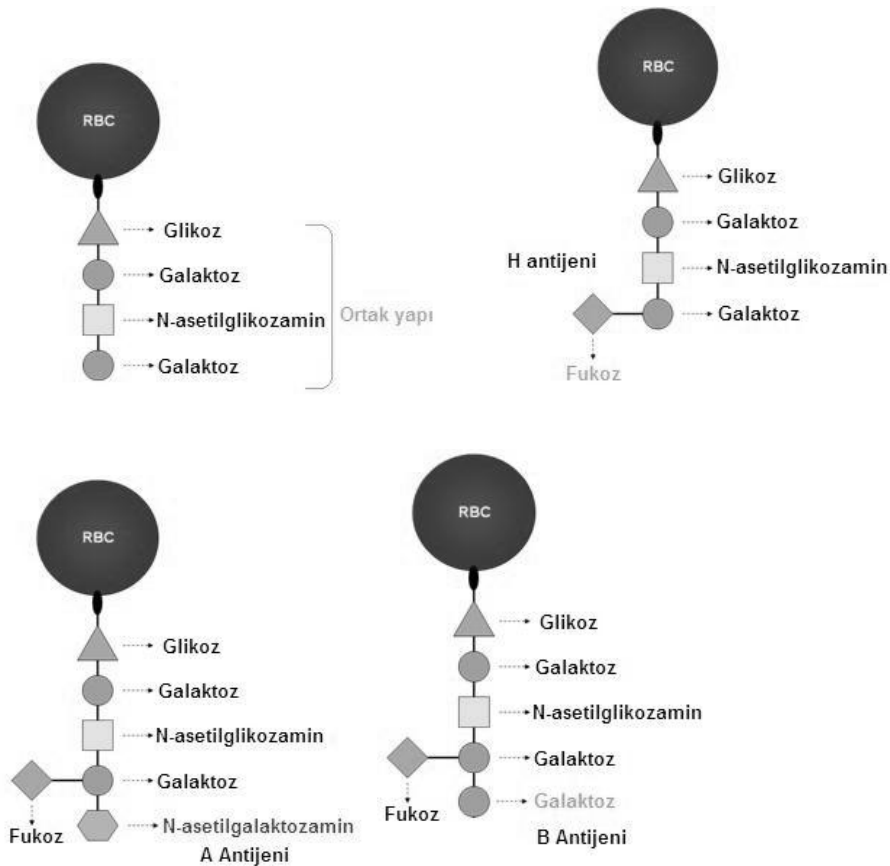 RBC
Glikoz
Galaktoz
N-asetilglikozamin
Galaktoz
Ortak yapı
RBC
Glikoz
Galaktoz
H antijeni
N-asetilglikozamin
Galaktoz
Fukoz
RBC
Glikoz
Galaktoz
N-asetilglikozamin
Galaktoz
Fukoz
N-asetilgalaktozamin
A Antijeni
RBC
Glikoz
Galaktoz
N-asetilglikozamin
Galaktoz
Fukoz
Galaktoz
B Antijeni